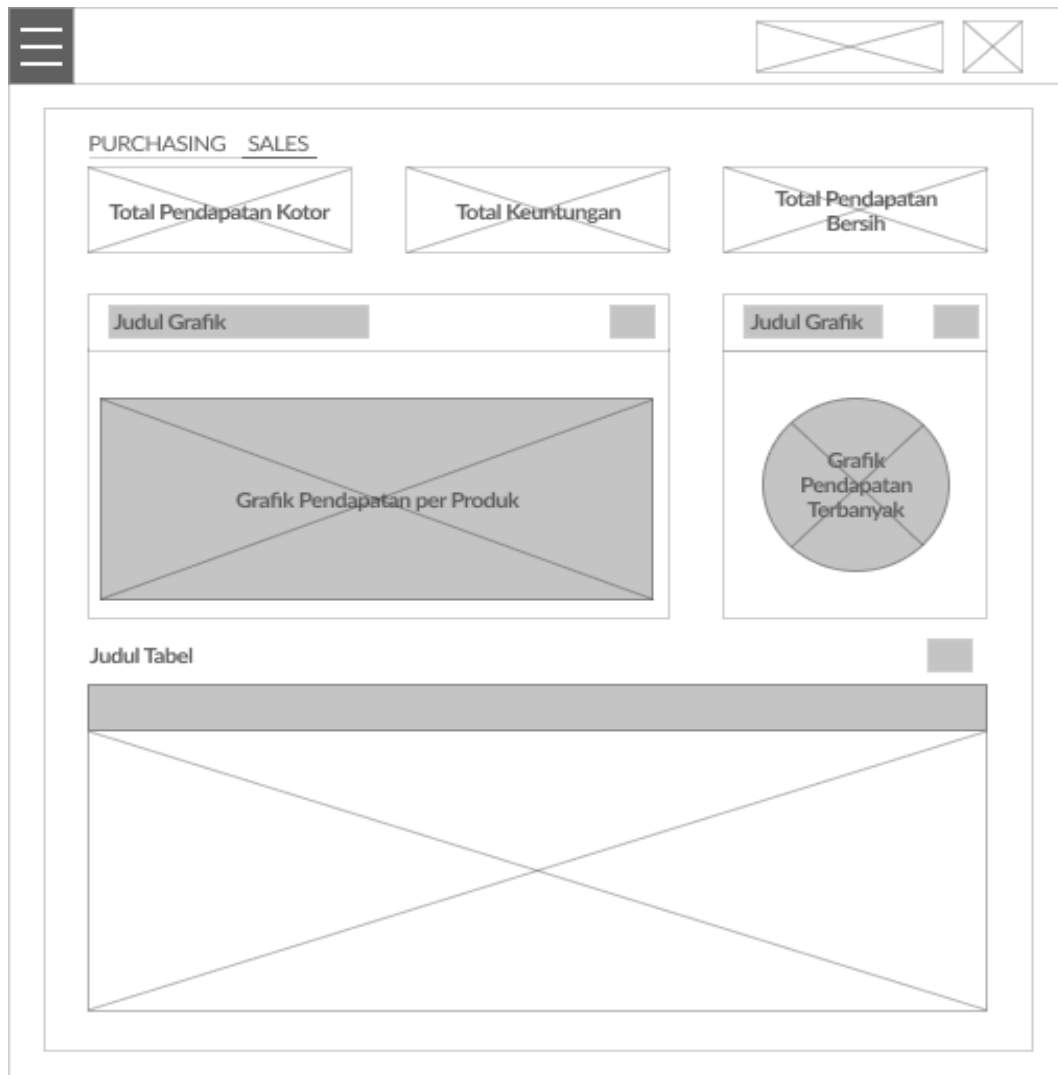 PURCHASING SALES
Total Pendapatan Kotor
Total Keuntungan
Total Pendapatan
Bersih
Judul Grafik
Judul Grafik
Grafik Pendapatan per Produk
Grafik
Pendapatan
Terbanyak
Judul Tabel